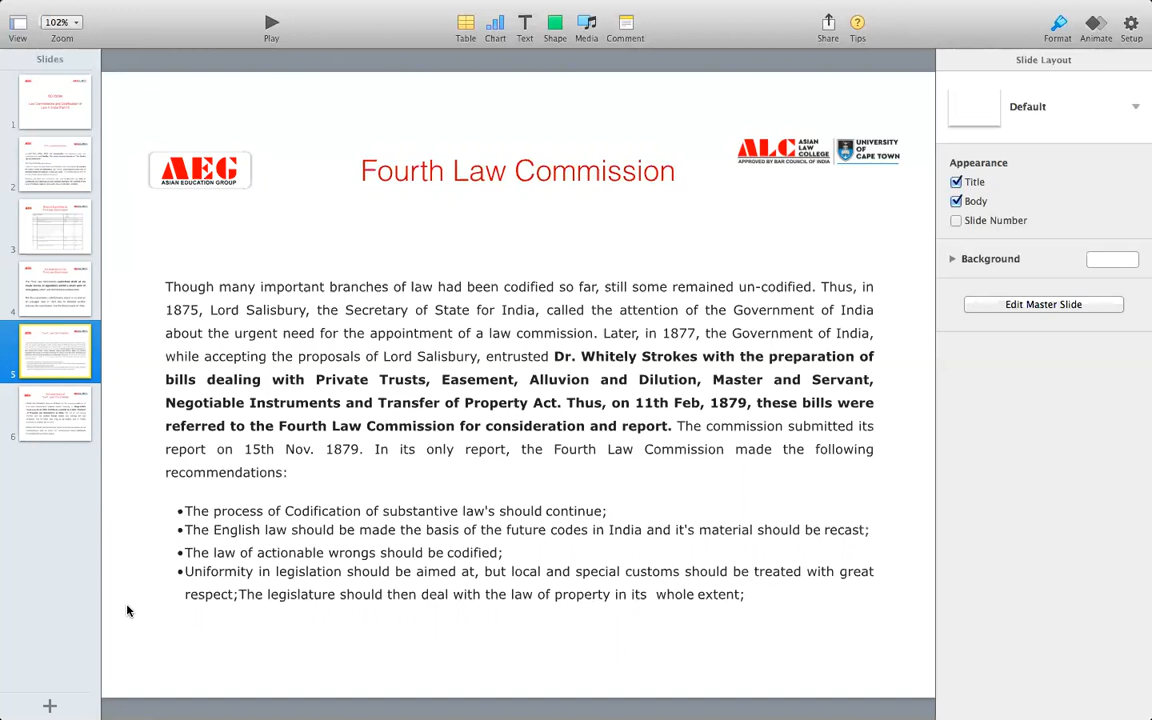 102%
View
Zoom
Play
Table
Chart
Text
Shape
Media
Comment
Share
Tips
Format
Animate
Setup
Slides
Slide Layout
1
2
3
4
5
6
AEG
ASIAN EDUCATION GROUP
Fourth Law Commission
ALC ASIAN LAW COLLEGE
APPROVED BY BAR COUNCIL OF INDIA
UNIVERSITY OF CAPE TOWN
Though many important branches of law had been codified so far, still some remained un-codified. Thus, in
1875, Lord Salisbury, the Secretary of State for India, called the attention of the Government of India
about the urgent need for the appointment of a law commission. Later, in 1877, the Government of India,
while accepting the proposals of Lord Salisbury, entrusted Dr. Whitely Strokes with the preparation of
bills dealing with Private Trusts, Easement, Alluvion and Dilution, Master and Servant,
Negotiable Instruments and Transfer of Property Act. Thus, on 11th Feb, 1879, these bills were
referred to the Fourth Law Commission for consideration and report. The commission submitted its
report on 15th Nov. 1879. In its only report, the Fourth Law Commission made the following
recommendations:
•The process of Codification of substantive law's should continue;
•The English law should be made the basis of the future codes in India and it's material should be recast;
•The law of actionable wrongs should be codified;
•Uniformity in legislation should be aimed at, but local and special customs should be treated with great
respect;The legislature should then deal with the law of property in its whole extent;
Default
Appearance
Title
Body
Slide Number
Background
Edit Master Slide